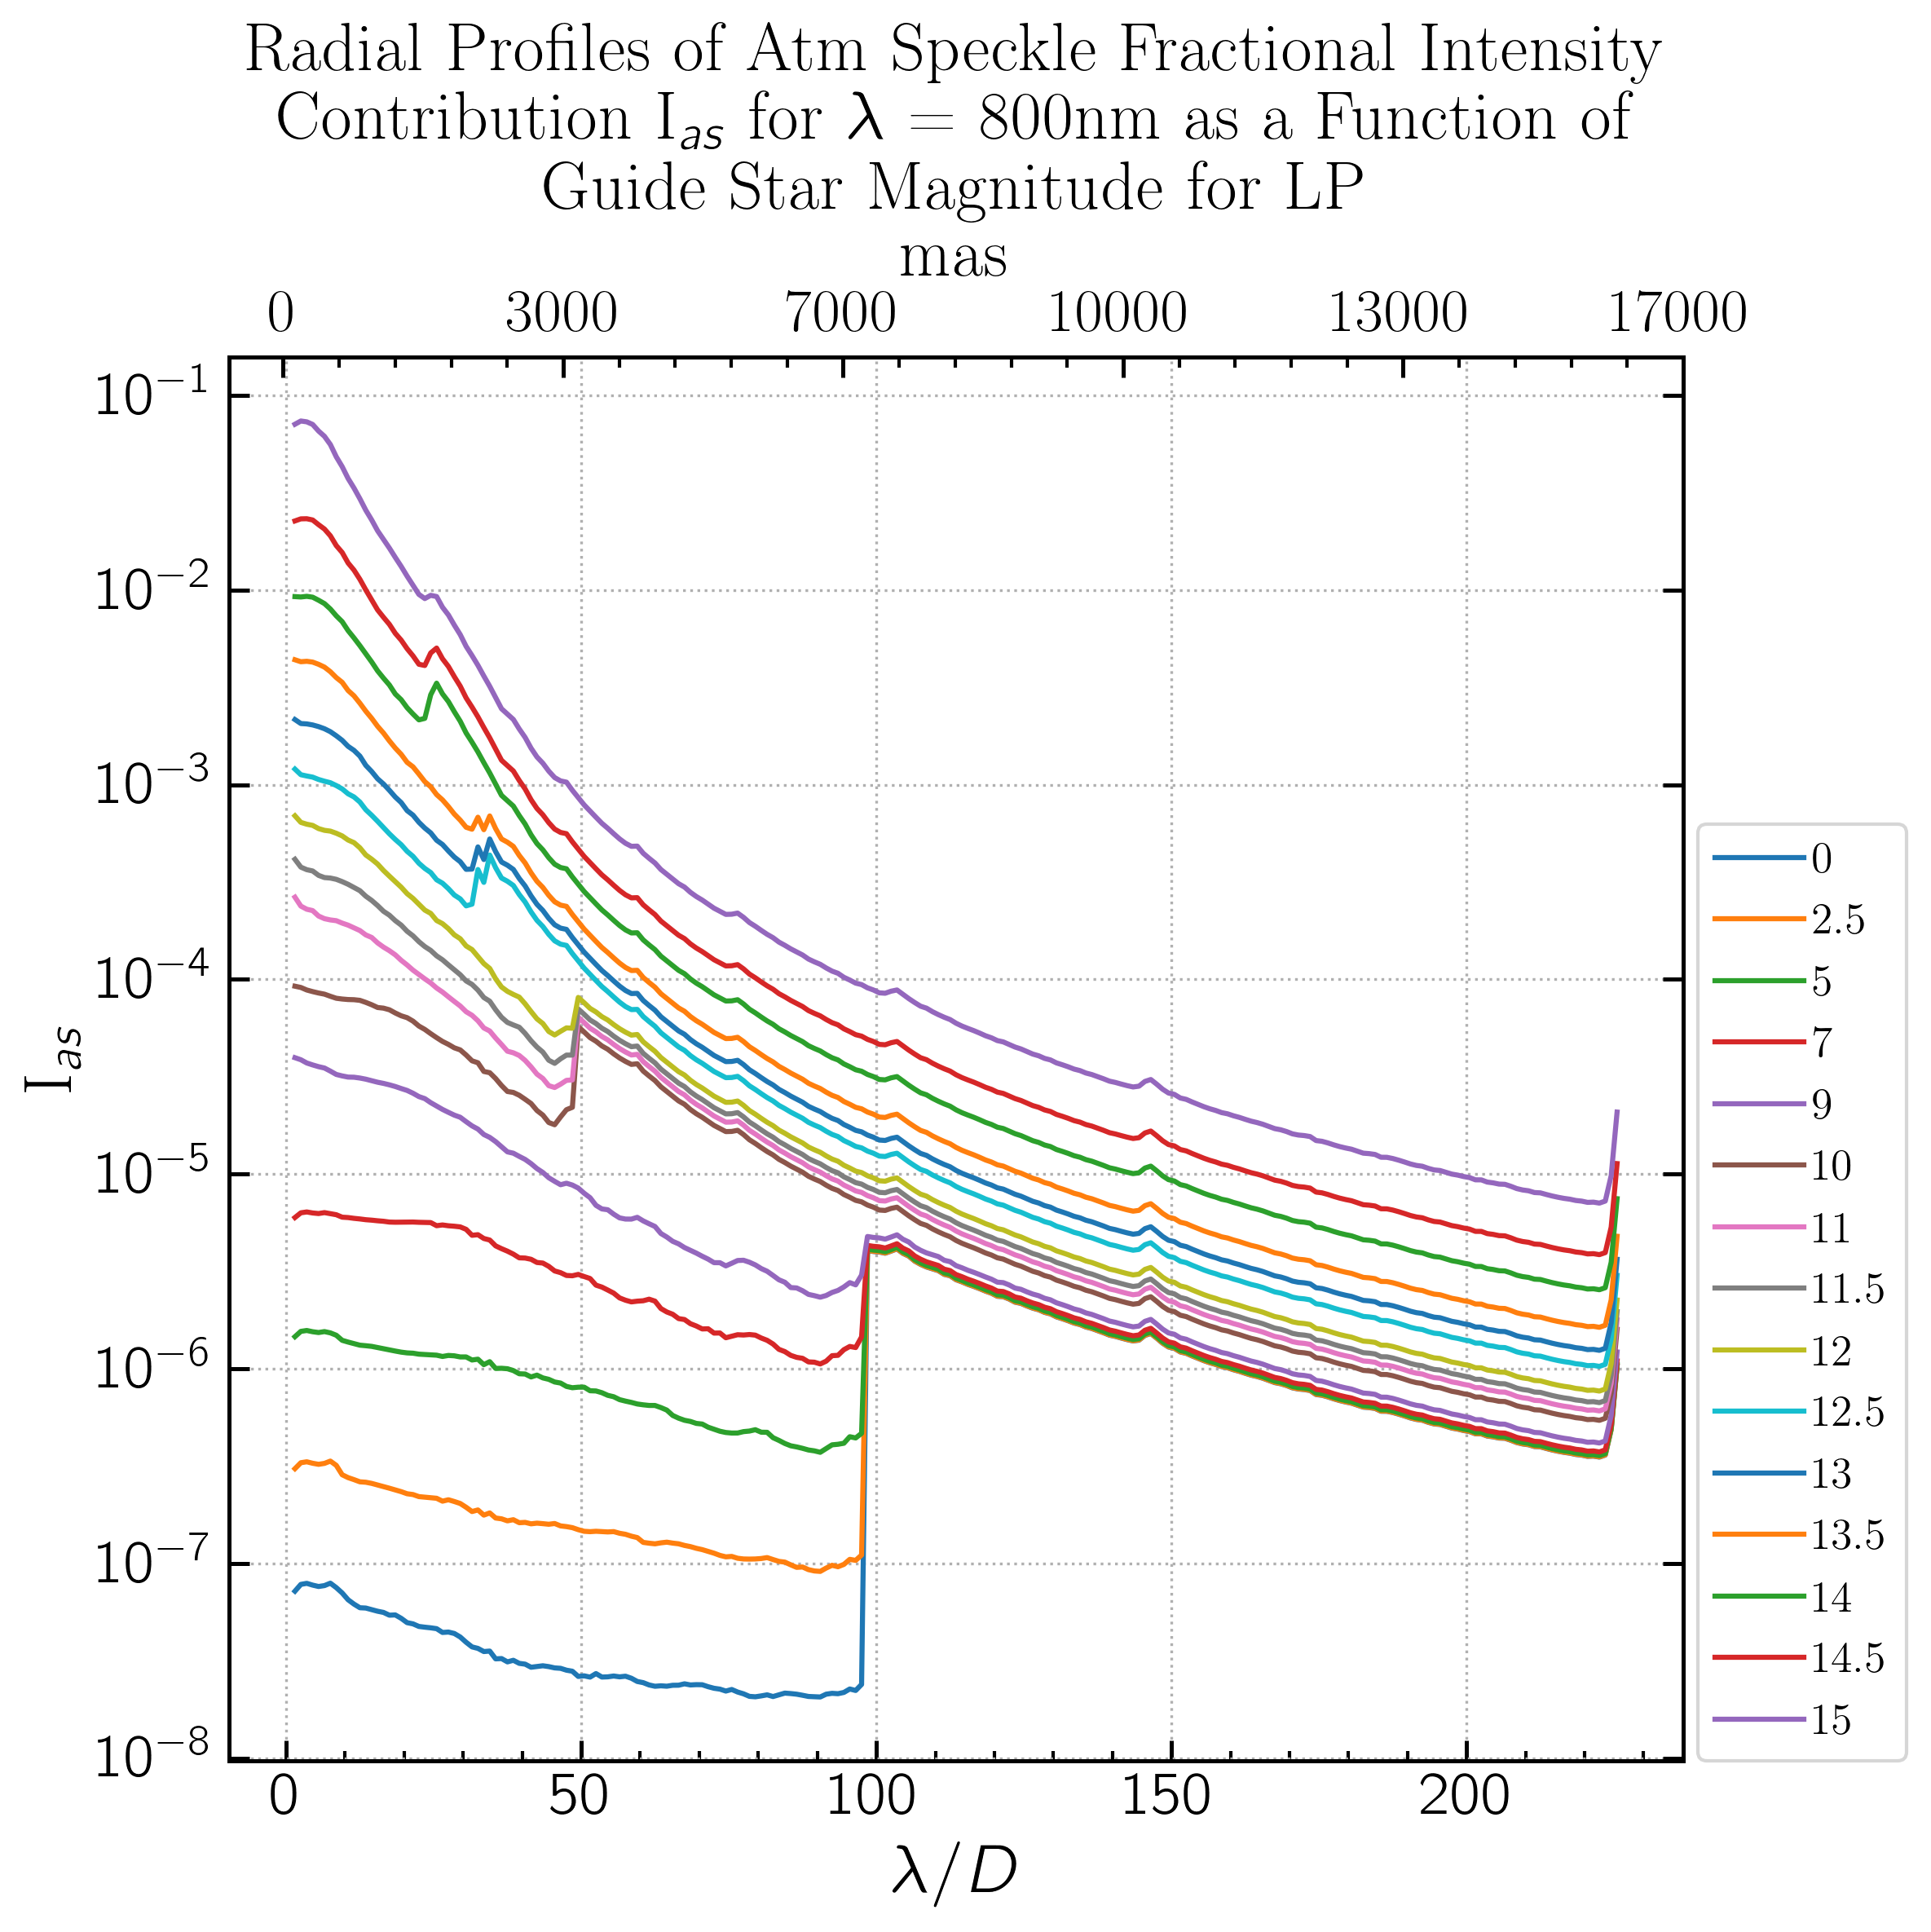 Radial Profiles of Atm Speckle Fractional Intensity
Contribution I_as for λ = 800nm as a Function of
Guide Star Magnitude for LP
mas
0 3000 7000 10000 13000 17000
10^−1
10^−2
10^−3
10^−4
10^−5
10^−6
10^−7
10^−8
I_as
0
2.5
5
7
9
10
11
11.5
12
12.5
13
13.5
14
14.5
15
0 50 100 150 200
λ/D